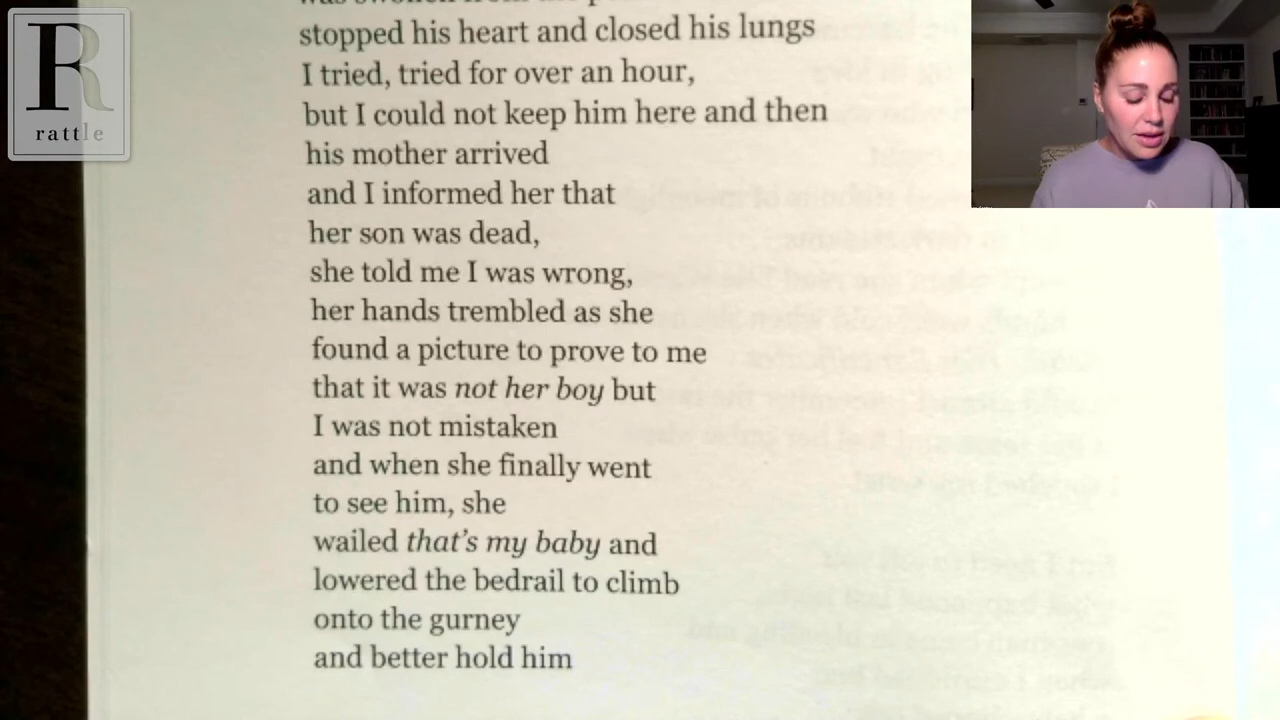 stopped his heart and closed his lungs
I tried, tried for over an hour,
but I could not keep him here and then
his mother arrived
and I informed her that
her son was dead,
she told me I was wrong,
her hands trembled as she
found a picture to prove to me
that it was not her boy but
I was not mistaken
and when she finally went
to see him, she
wailed that's my baby and
lowered the bedrail to climb
onto the gurney
and better hold him
R
rattle